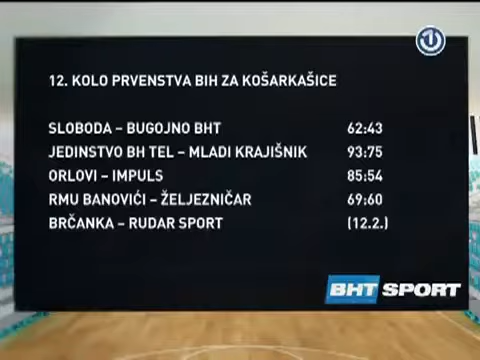 12. KOLO PRVENSTVA BIH ZA KOŠARKAŠICE
SLOBODA – BUGOJNO BHT 62:43
JEDINSTVO BH TEL – MLADI KRAJIŠNIK 93:75
ORLOVI – IMPULS 85:54
RMU BANOVIĆI – ŽELJEZNIČAR 69:60
BRČANKA – RUDAR SPORT (12.2.)
BHT SPORT